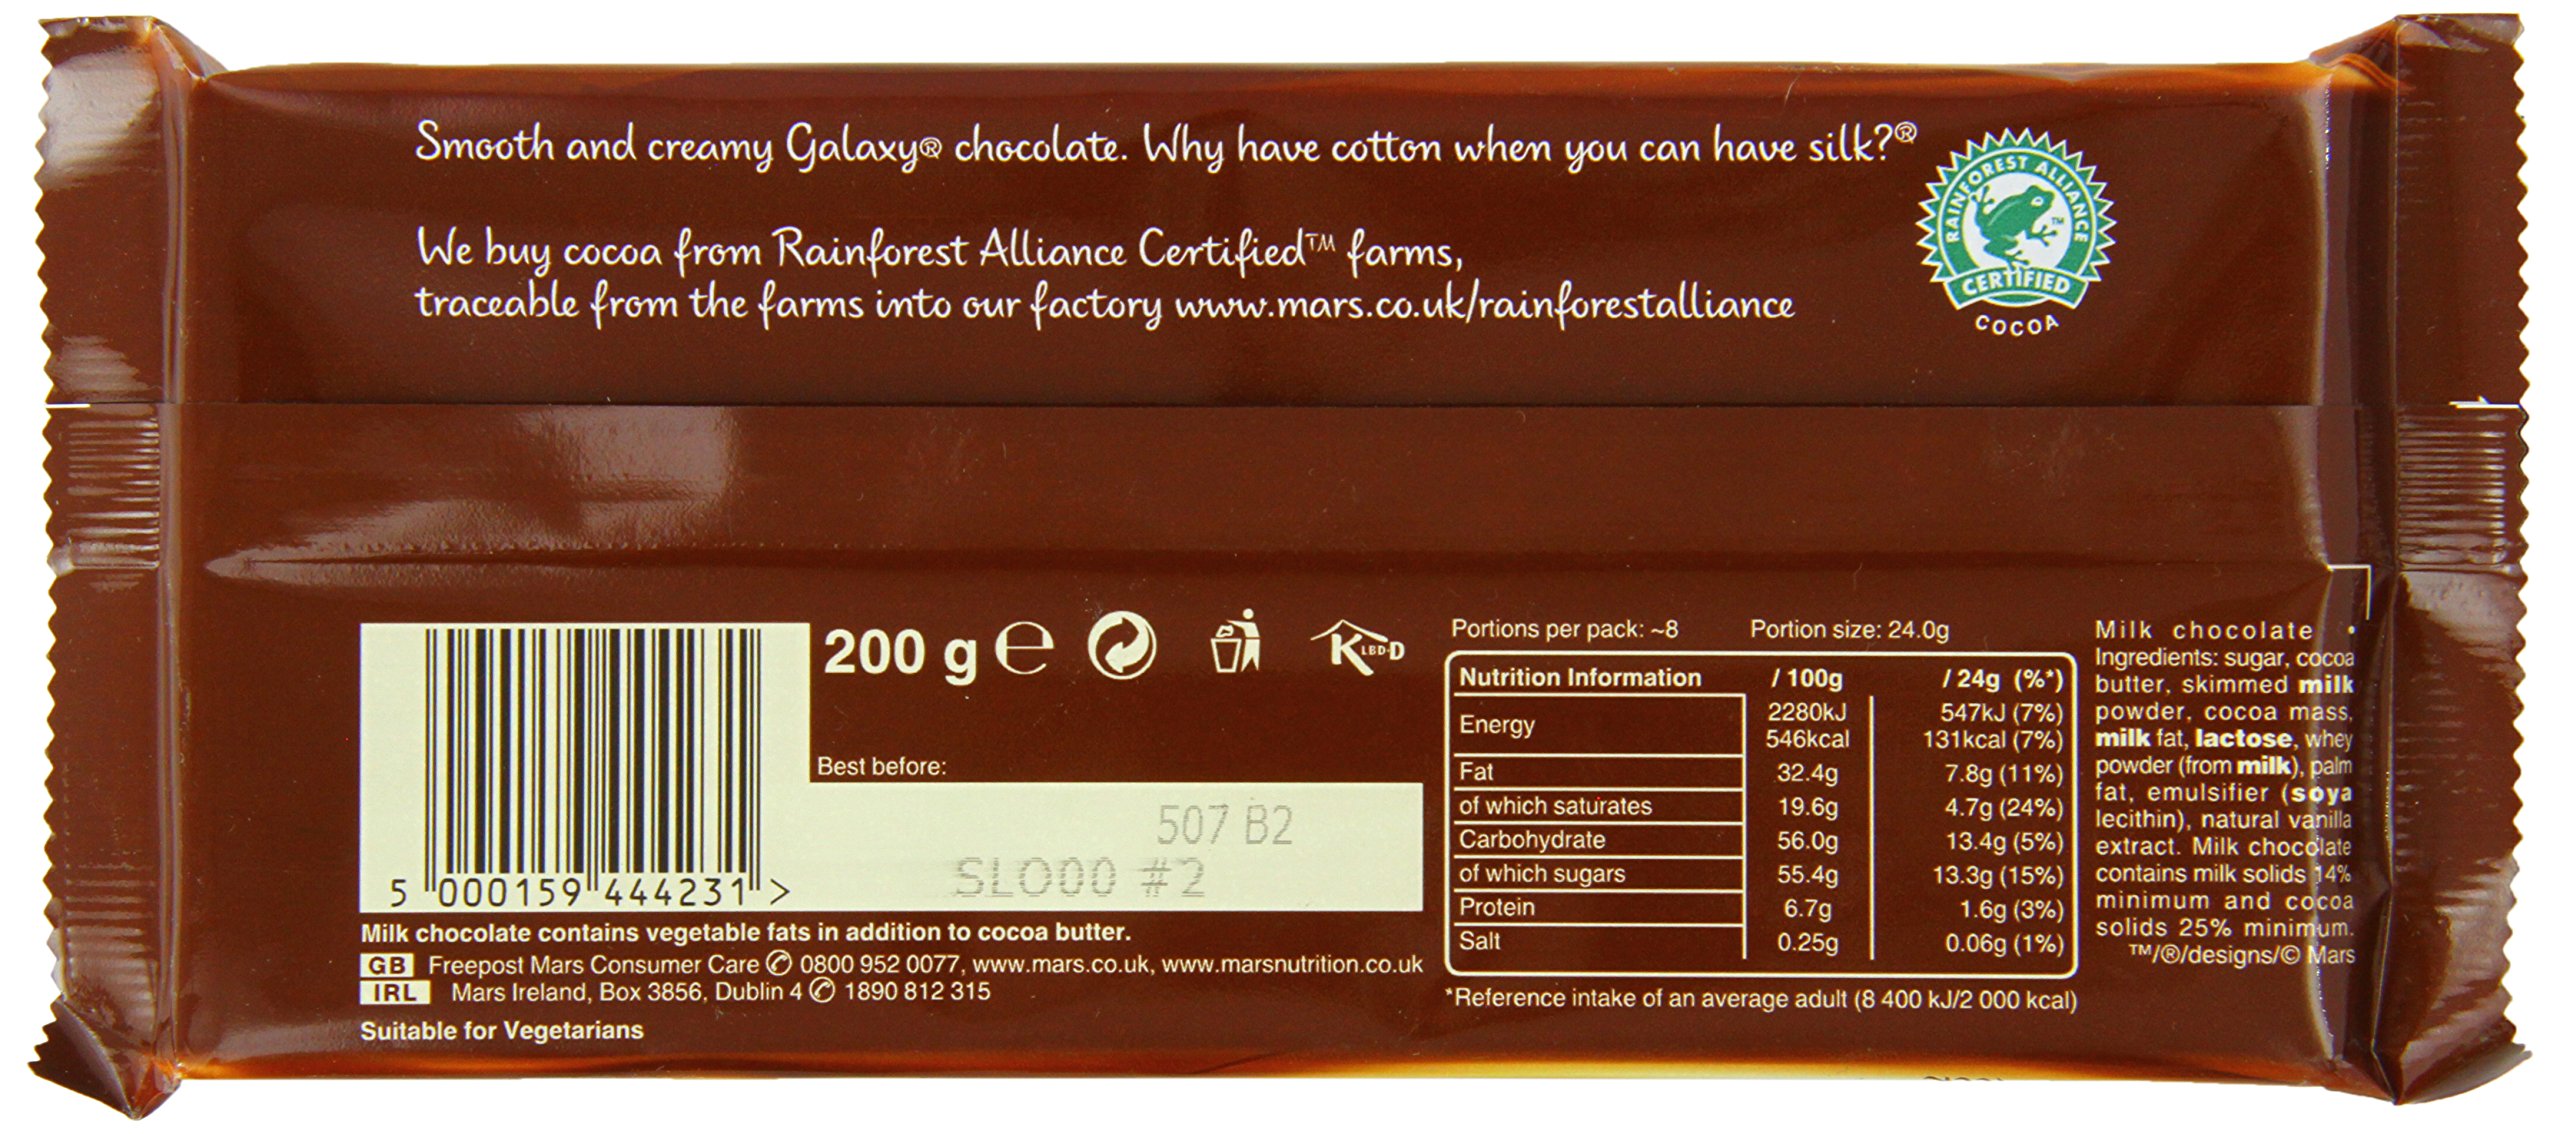 Smooth and creamy Galaxy® chocolate. Why have cotton when you can have silk?®
We buy cocoa from Rainforest Alliance Certified™ farms,
traceable from the farms into our factory www.mars.co.uk/rainforestalliance
RAINFOREST ALLIANCE
TM
CERTIFIED
COCOA
5 000159 444231 >
200 g e
K LBD-D
Best before:
507 B2
SLO00 #2
Milk chocolate contains vegetable fats in addition to cocoa butter.
GB Freepost Mars Consumer Care ✆ 0800 952 0077, www.mars.co.uk, www.marsnutrition.co.uk
IRL Mars Ireland, Box 3856, Dublin 4 ✆ 1890 812 315
Suitable for Vegetarians
Portions per pack: ~8 Portion size: 24.0g
Nutrition Information / 100g / 24g (%*)
Energy 2280kJ 547kJ (7%)
546kcal 131kcal (7%)
Fat 32.4g 7.8g (11%)
of which saturates 19.6g 4.7g (24%)
Carbohydrate 56.0g 13.4g (5%)
of which sugars 55.4g 13.3g (15%)
Protein 6.7g 1.6g (3%)
Salt 0.25g 0.06g (1%)
*Reference intake of an average adult (8 400 kJ/2 000 kcal)
Milk chocolate •
Ingredients: sugar, cocoa
butter, skimmed milk
powder, cocoa mass,
milk fat, lactose, whey
powder (from milk), palm
fat, emulsifier (soya
lecithin), natural vanilla
extract. Milk chocolate
contains milk solids 14%
minimum and cocoa
solids 25% minimum.
™/®/designs/© Mars